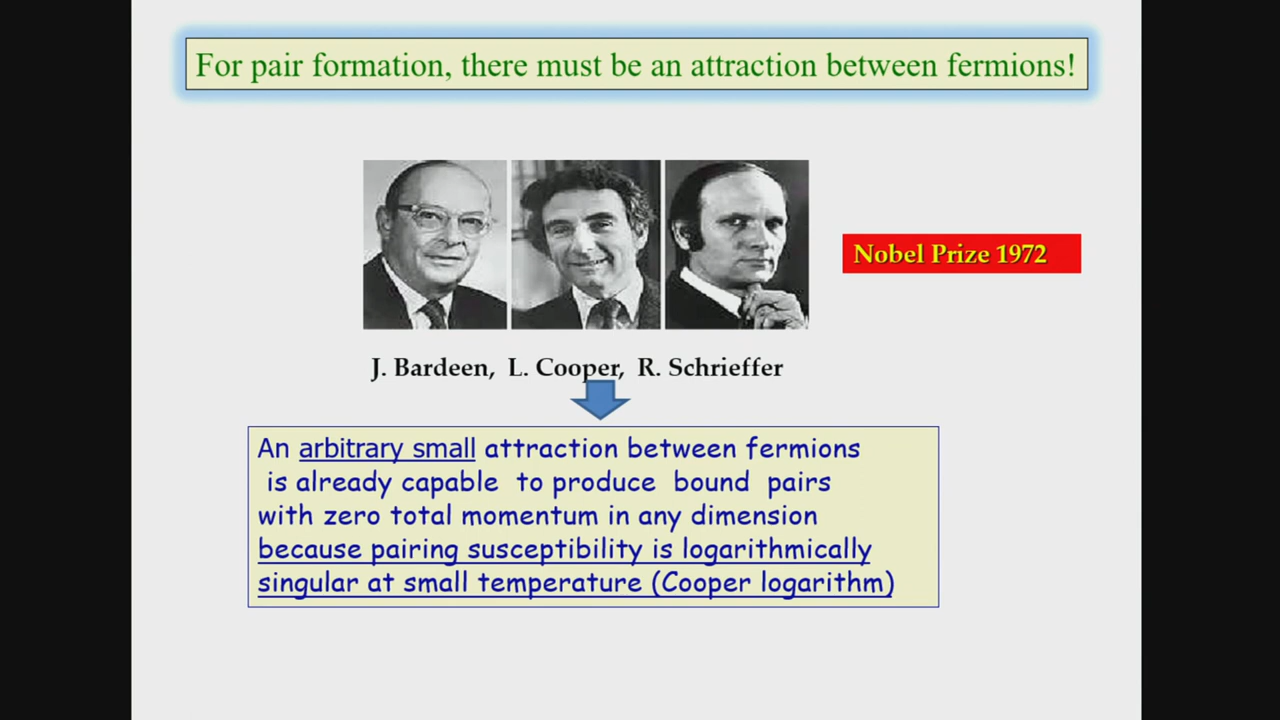 For pair formation, there must be an attraction between fermions!
Nobel Prize 1972
J. Bardeen, L. Cooper, R. Schrieffer
An arbitrary small attraction between fermions
is already capable to produce bound pairs
with zero total momentum in any dimension
because pairing susceptibility is logarithmically
singular at small temperature (Cooper logarithm)